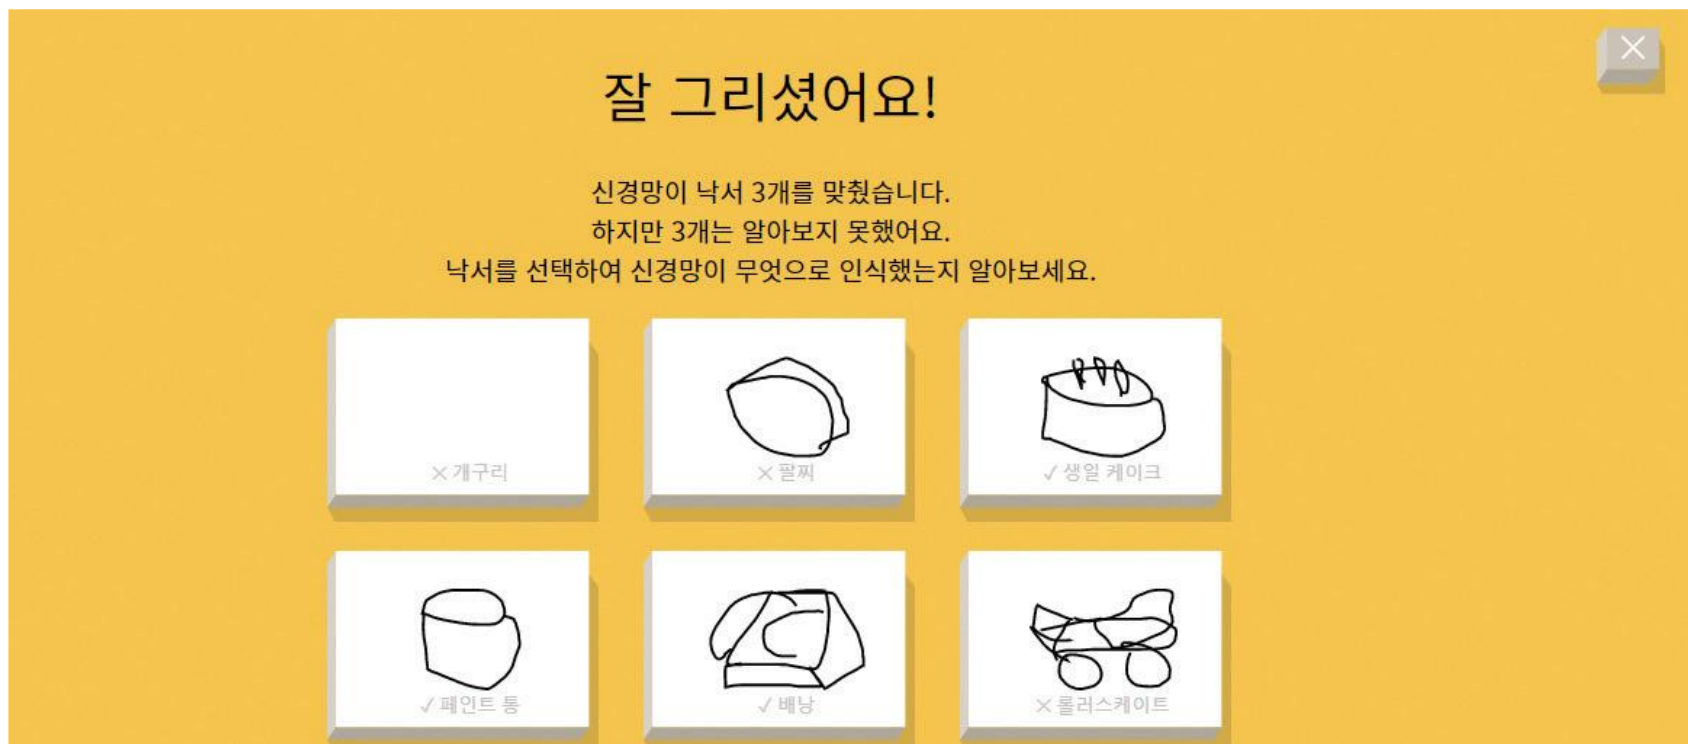 잘 그리셨어요!
신경망이 낙서 3개를 맞췄습니다.
하지만 3개는 알아보지 못했어요.
낙서를 선택하여 신경망이 무엇으로 인식했는지 알아보세요.
×개구리
×팔찌
✓생일 케이크
✓페인트 통
✓배낭
×롤러스케이트